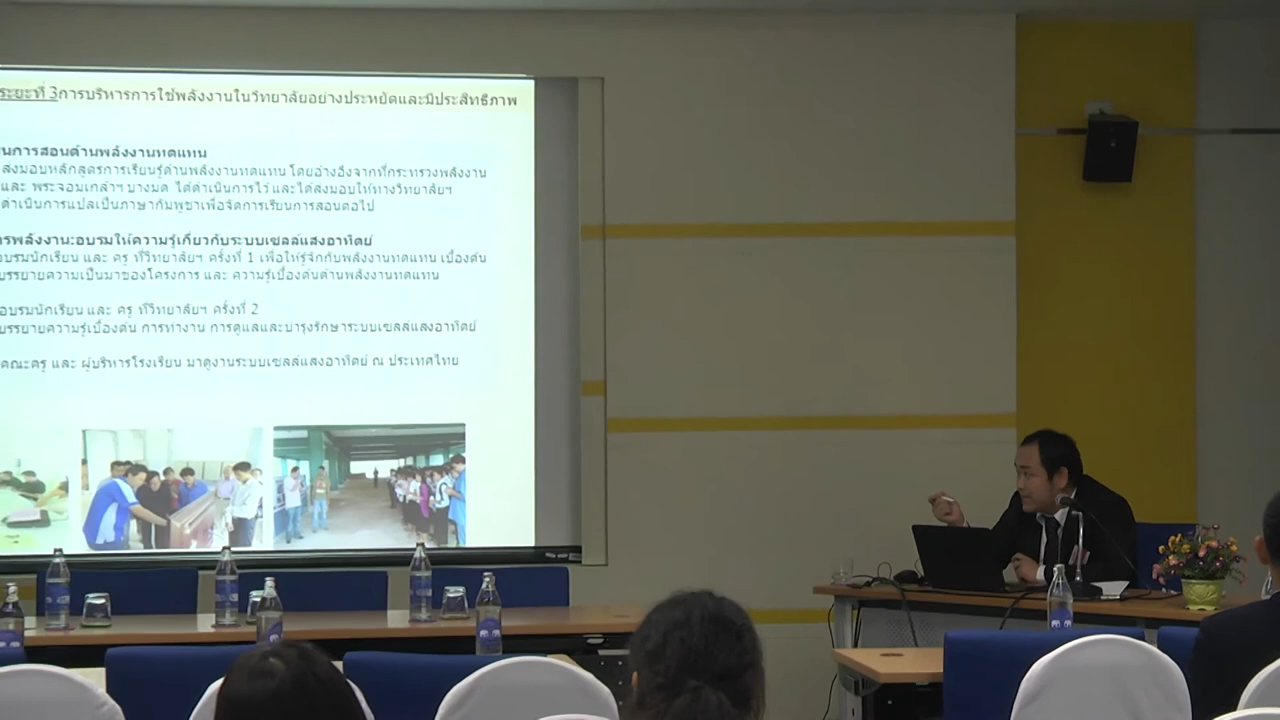 ระยะที่ 3การบริหารการใช้พลังงานในวิทยาลัยอย่างประหยัดและมีประสิทธิภาพ
การสอนด้านพลังงานทดแทน
ส่งมอบหลักสูตรการเรียนรู้ด้านพลังงานทดแทน โดยอ้างอิงจากที่กระทรวงพลังงาน
และ พระจอมเกล้าฯ บางมด ได้ดำเนินการไว้ และได้ส่งมอบให้ทางวิทยาลัยฯ
ดำเนินการแปลเป็นภาษากัมพูชาเพื่อจัดการเรียนการสอนต่อไป
รพลังงาน:อบรมให้ความรู้เกี่ยวกับระบบเซลล์แสงอาทิตย์
อบรมนักเรียน และ ครู ที่วิทยาลัยฯ ครั้งที่ 1 เพื่อให้รู้จักกับพลังงานทดแทน เบื้องต้น
บรรยายความเป็นมาของโครงการ และ ความรู้เบื้องต้นด้านพลังงานทดแทน
อบรมนักเรียน และ ครู ที่วิทยาลัยฯ ครั้งที่ 2
บรรยายความรู้เบื้องต้น การทำงาน การดูแลและบำรุงรักษาระบบเซลล์แสงอาทิตย์
คณะครู และ ผู้บริหารโรงเรียน มาดูงานระบบเซลล์แสงอาทิตย์ ณ ประเทศไทย